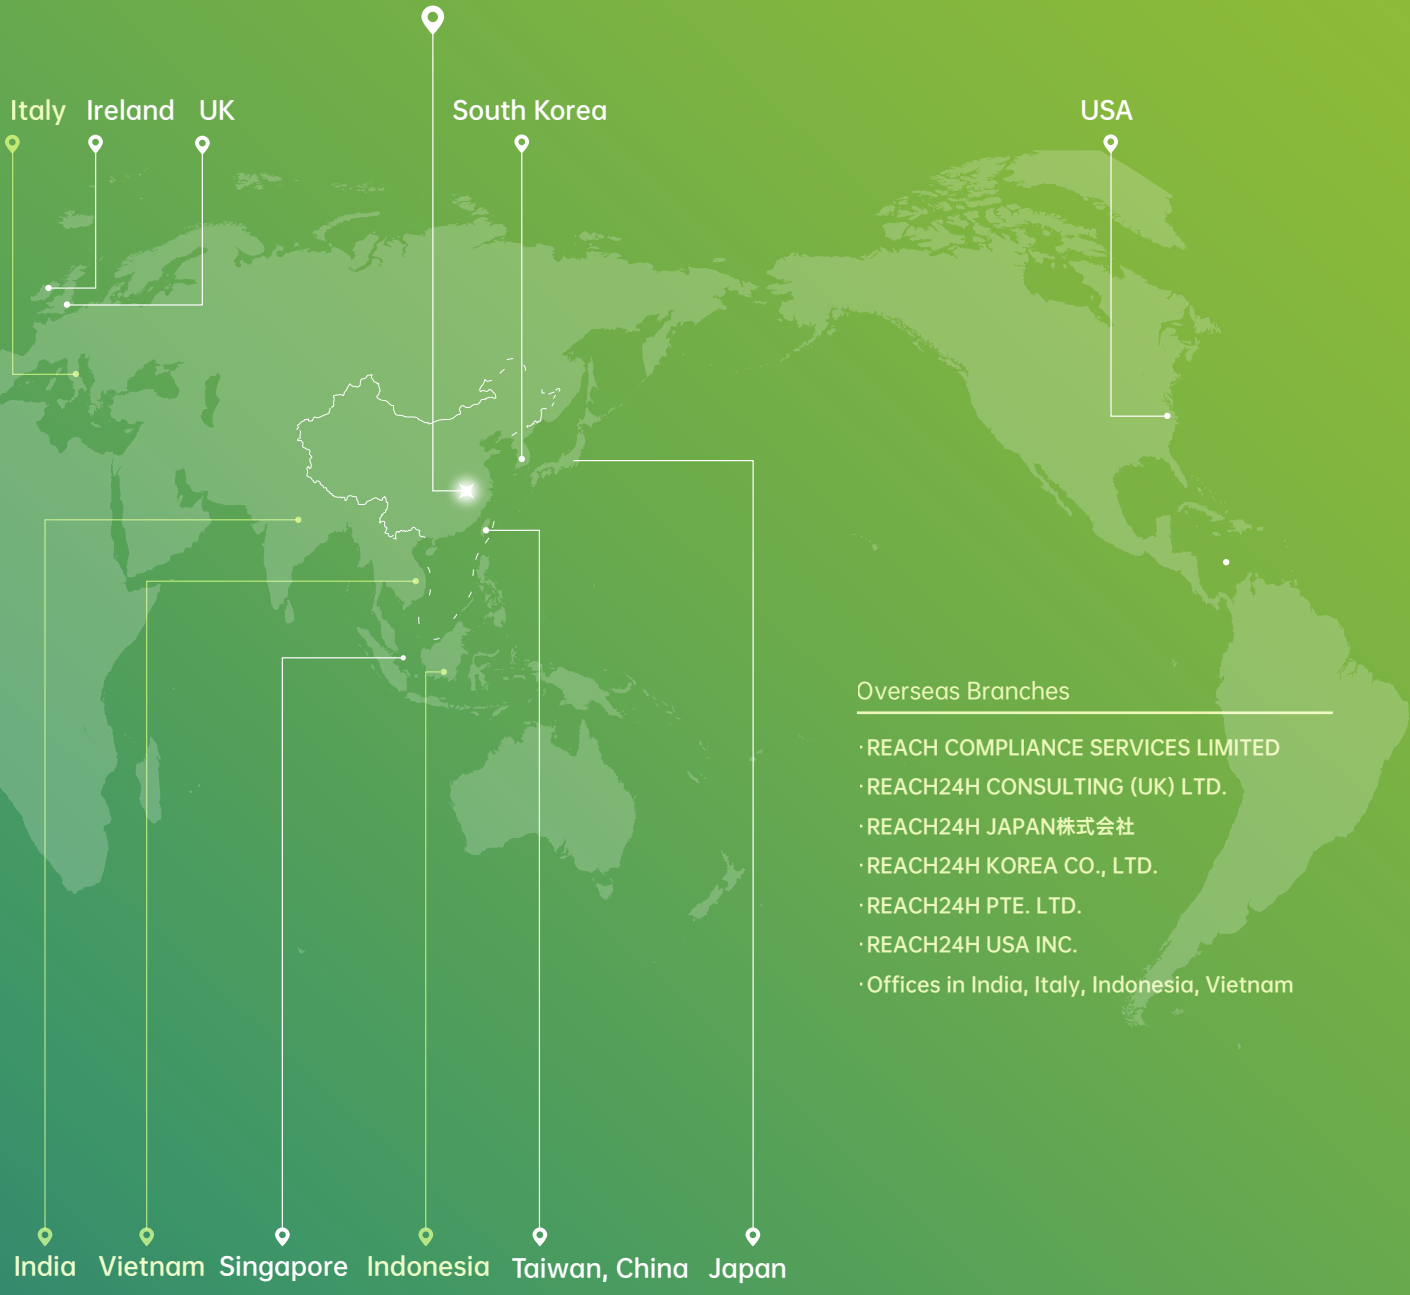 Italy Ireland UK South Korea USA
Overseas Branches
·REACH COMPLIANCE SERVICES LIMITED
·REACH24H CONSULTING (UK) LTD.
·REACH24H JAPAN株式会社
·REACH24H KOREA CO., LTD.
·REACH24H PTE. LTD.
·REACH24H USA INC.
·Offices in India, Italy, Indonesia, Vietnam
India Vietnam Singapore Indonesia Taiwan, China Japan